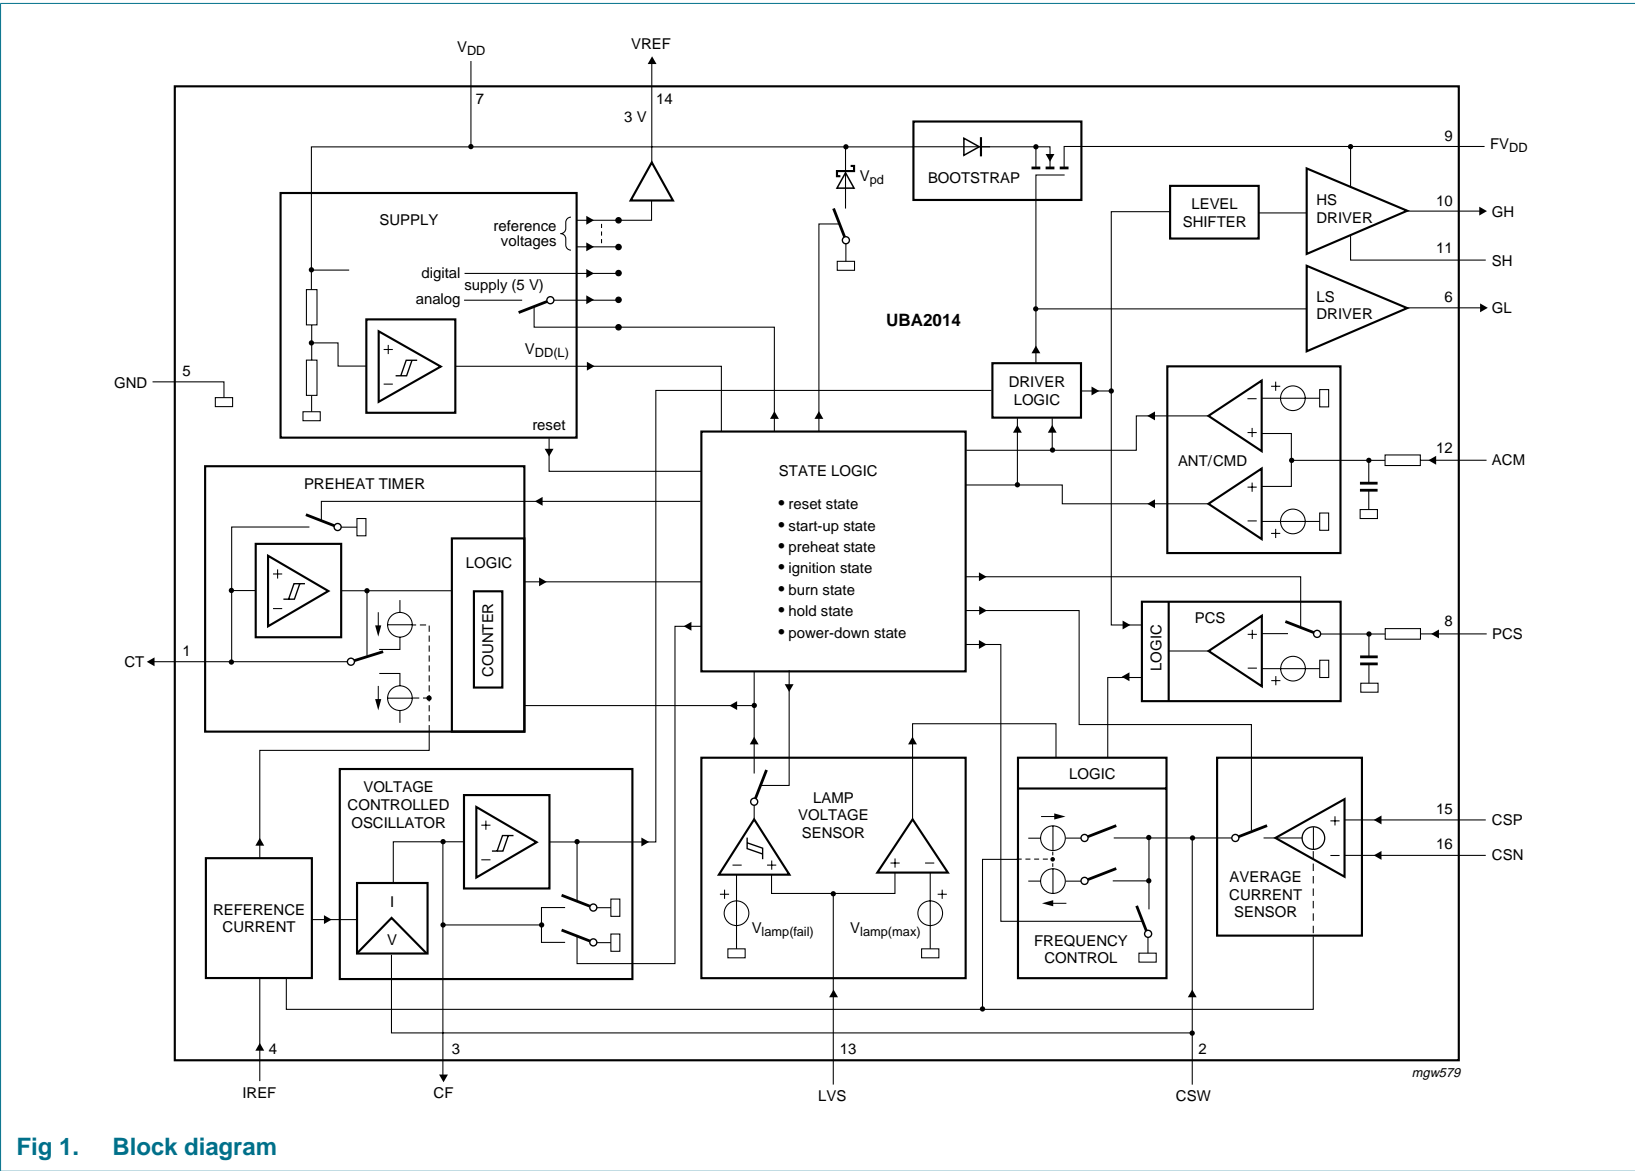 VDD
VREF
7
14
3 V
9
FVDD
BOOTSTRAP
Vpd
SUPPLY
reference
voltages
digital
supply (5 V)
analog
LEVEL
SHIFTER
HS
DRIVER
10
GH
11
SH
LS
DRIVER
6
GL
UBA2014
+
−
VDD(L)
reset
GND
5
DRIVER
LOGIC
ANT/CMD
−
+
+
+
−
+
12
ACM
PREHEAT TIMER
+
−
LOGIC
COUNTER
CT
1
STATE LOGIC
• reset state
• start-up state
• preheat state
• ignition state
• burn state
• hold state
• power-down state
LOGIC
PCS
+
−
+
8
PCS
VOLTAGE
CONTROLLED
OSCILLATOR
+
−
I
V
REFERENCE
CURRENT
LAMP
VOLTAGE
SENSOR
−
+
+
−
+
+
Vlamp(fail)
Vlamp(max)
LOGIC
FREQUENCY
CONTROL
+
−
AVERAGE
CURRENT
SENSOR
15
CSP
16
CSN
4
3
13
2
IREF
CF
LVS
CSW
mgw579
Fig 1. Block diagram